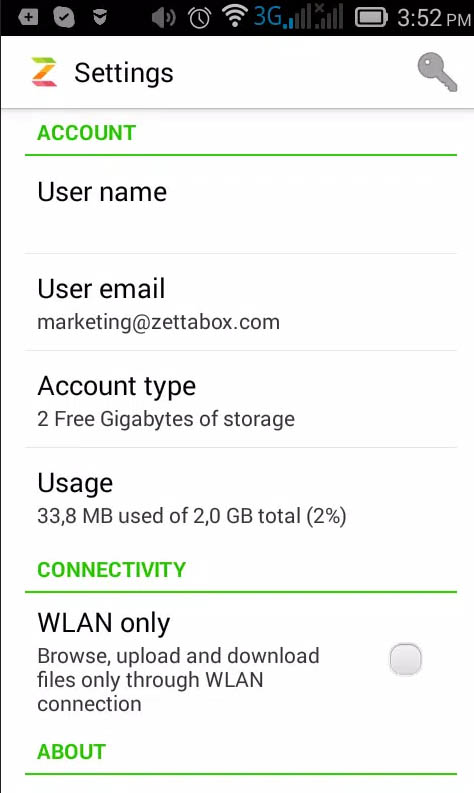 3G 3:52 PM
Settings
ACCOUNT
User name
User email
marketing@zettabox.com
Account type
2 Free Gigabytes of storage
Usage
33,8 MB used of 2,0 GB total (2%)
CONNECTIVITY
WLAN only
Browse, upload and download
files only through WLAN
connection
ABOUT